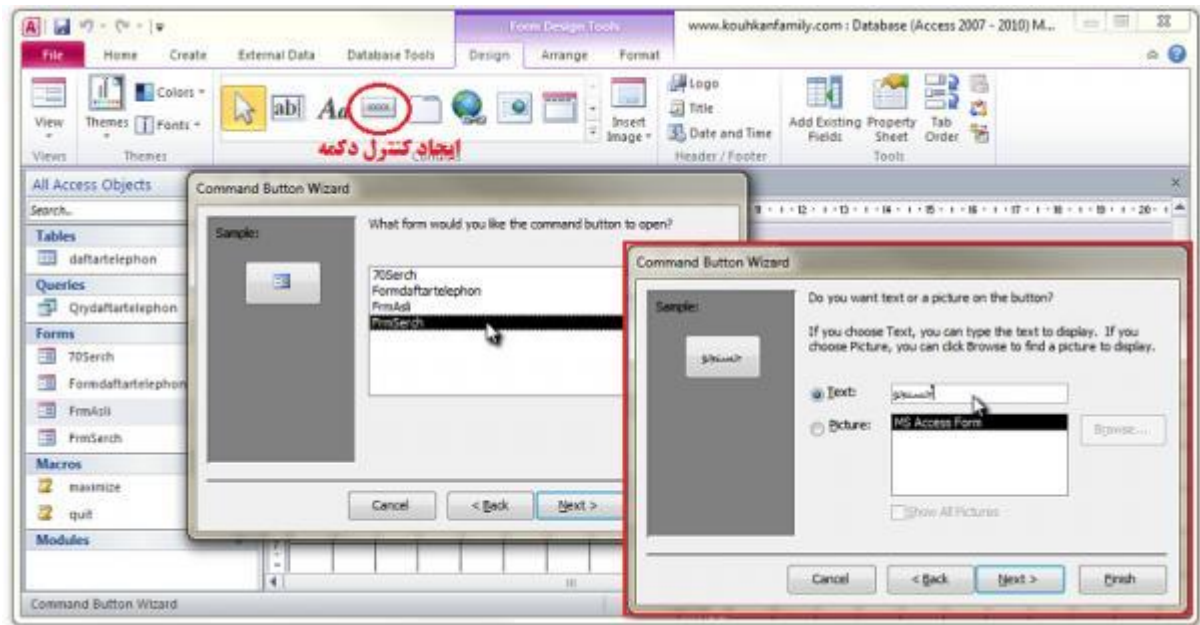 Form Design Tools
www.kouhkanfamily.com : Database (Access 2007 - 2010) M...
File Home Create External Data Database Tools Design Arrange Format
View
Themes
Colors
Fonts
ab|
Aa
xxxx
Insert Image
Logo
Title
Date and Time
Add Existing Fields
Property Sheet
Tab Order
Views Themes Header / Footer Tools
ایجاد کنترل دکمه
All Access Objects
Search...
Tables
daftartelephon
Queries
Qrydaftartelephon
Forms
70Serch
Formdaftartelephon
FrmAsli
FrmSerch
Macros
maximize
quit
Modules
Command Button Wizard
Command Button Wizard
Sample:
What form would you like the command button to open?
70Serch
Formdaftartelephon
FrmAsli
FrmSerch
Cancel < Back Next >
Command Button Wizard
Sample:
جستجو
Do you want text or a picture on the button?
If you choose Text, you can type the text to display. If you
choose Picture, you can click Browse to find a picture to display.
Text: جستجو
Picture: MS Access Form
Browse...
Show All Pictures
Cancel < Back Next > Finish